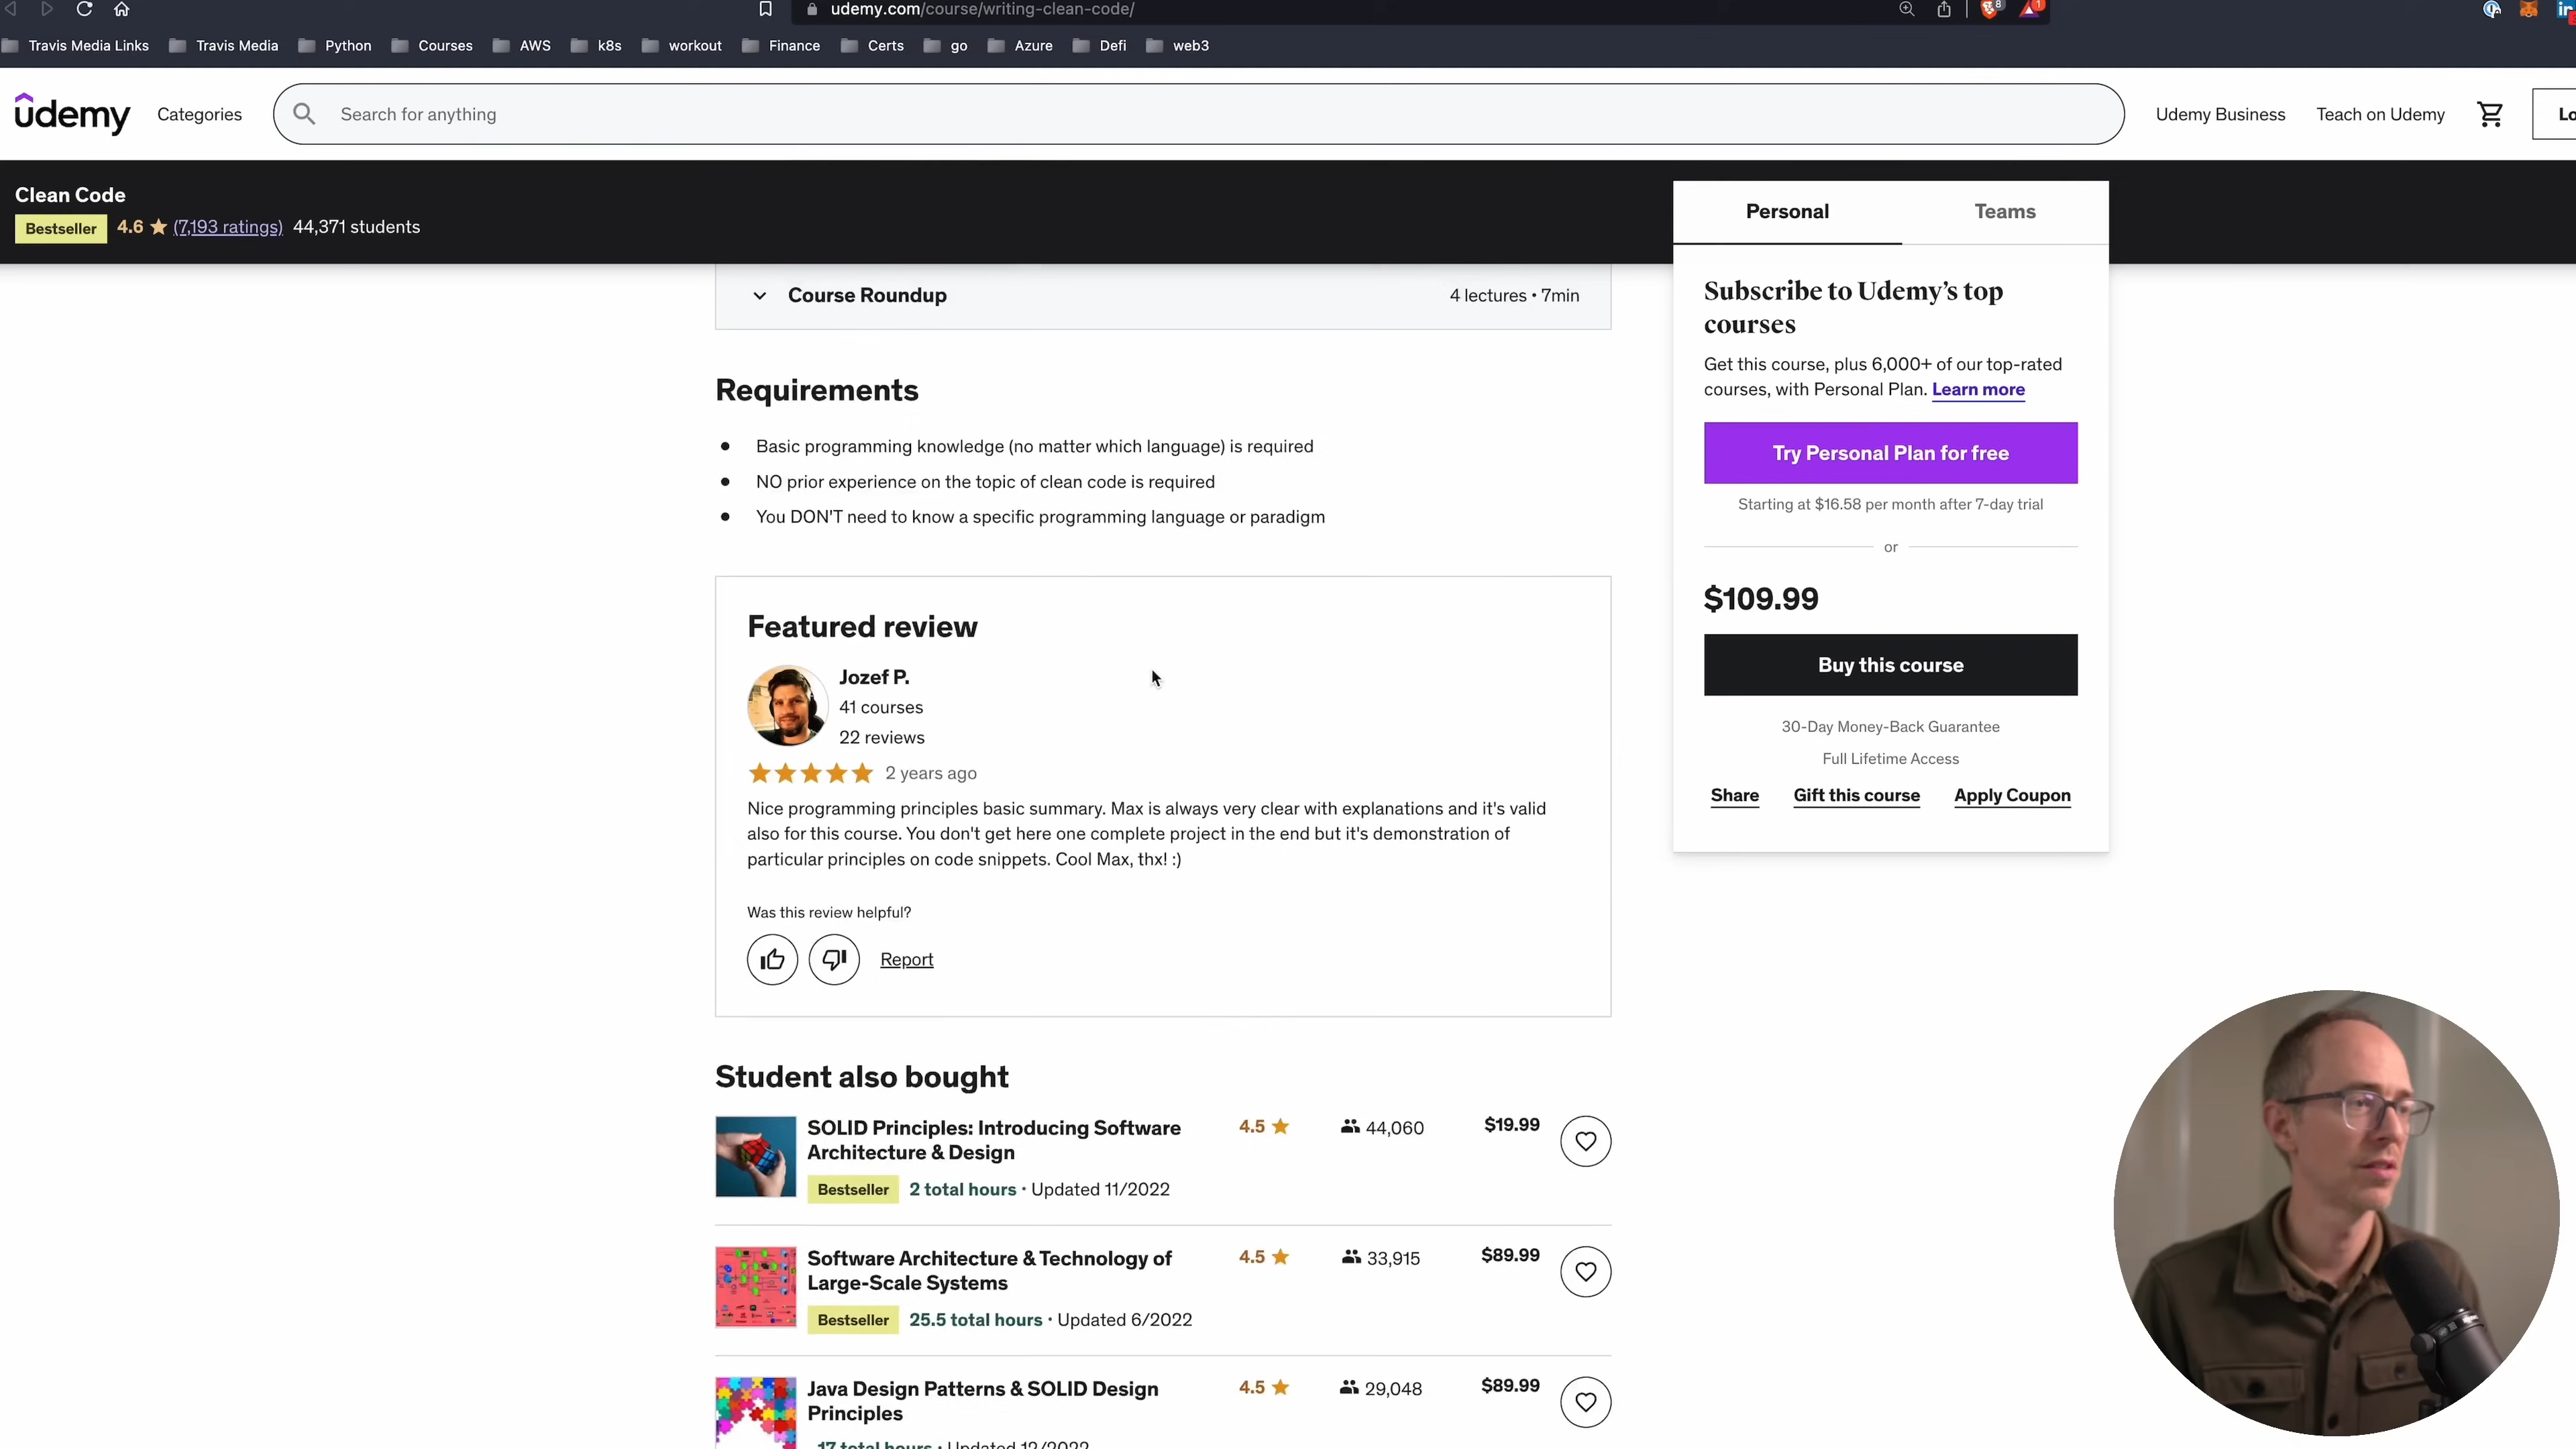 udemy.com/course/writing-clean-code/
8
1
Travis Media Links
Travis Media
Python
Courses
AWS
k8s
workout
Finance
Certs
go
Azure
Defi
web3
udemy
Categories
Search for anything
Udemy Business
Teach on Udemy
Lo
Clean Code
Bestseller 4.6 (7,193 ratings) 44,371 students
Personal
Teams
Course Roundup
4 lectures • 7min
Requirements
Basic programming knowledge (no matter which language) is required
NO prior experience on the topic of clean code is required
You DON'T need to know a specific programming language or paradigm
Featured review
Jozef P.
41 courses
22 reviews
2 years ago
Nice programming principles basic summary. Max is always very clear with explanations and it's valid
also for this course. You don't get here one complete project in the end but it's demonstration of
particular principles on code snippets. Cool Max, thx! :)
Was this review helpful?
Report
Subscribe to Udemy's top
courses
Get this course, plus 6,000+ of our top-rated
courses, with Personal Plan. Learn more
Try Personal Plan for free
Starting at $16.58 per month after 7-day trial
or
$109.99
Buy this course
30-Day Money-Back Guarantee
Full Lifetime Access
Share
Gift this course
Apply Coupon
Student also bought
SOLID Principles: Introducing Software
Architecture & Design
4.5
44,060
$19.99
Bestseller 2 total hours • Updated 11/2022
Software Architecture & Technology of
Large-Scale Systems
4.5
33,915
$89.99
Bestseller 25.5 total hours • Updated 6/2022
Java Design Patterns & SOLID Design
Principles
4.5
29,048
$89.99
17 total hours • Updated 12/2022